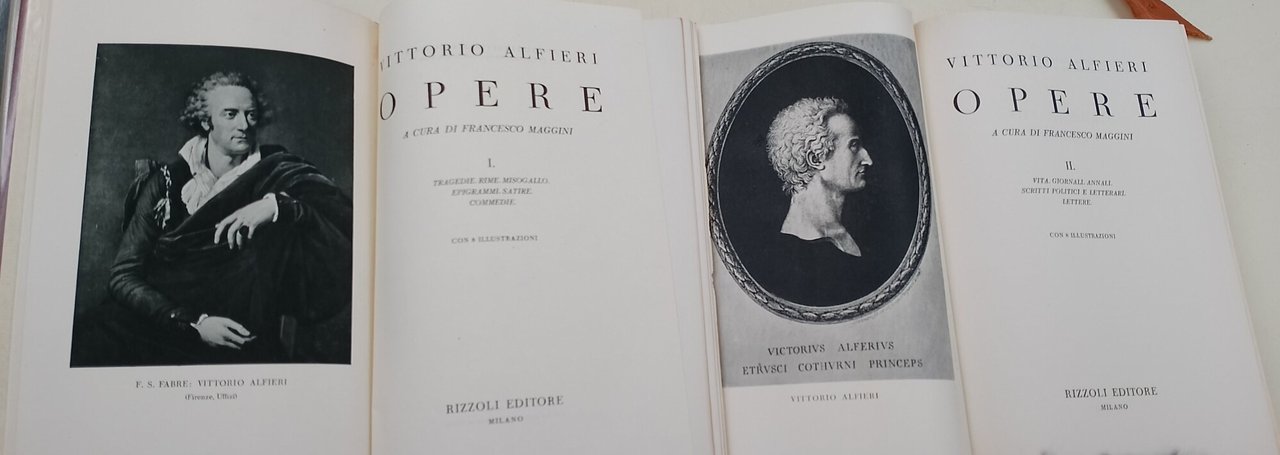 F. S. FABRE: VITTORIO ALFIERI
(Firenze, Uffizi)
VITTORIO ALFIERI
OPERE
A CURA DI FRANCESCO MAGGINI
I.
TRAGEDIE. RIME. MISOGALLO.
EPIGRAMMI. SATIRE.
COMMEDIE.
CON 8 ILLUSTRAZIONI
RIZZOLI EDITORE
MILANO
VICTORIVS ALFERIVS
ETRVSCI COTHVRNI PRINCEPS
VITTORIO ALFIERI
VITTORIO ALFIERI
OPERE
A CURA DI FRANCESCO MAGGINI
II.
VITA. GIORNALI. ANNALI.
SCRITTI POLITICI E LETTERARI.
LETTERE.
CON 8 ILLUSTRAZIONI
RIZZOLI EDITORE
MILANO